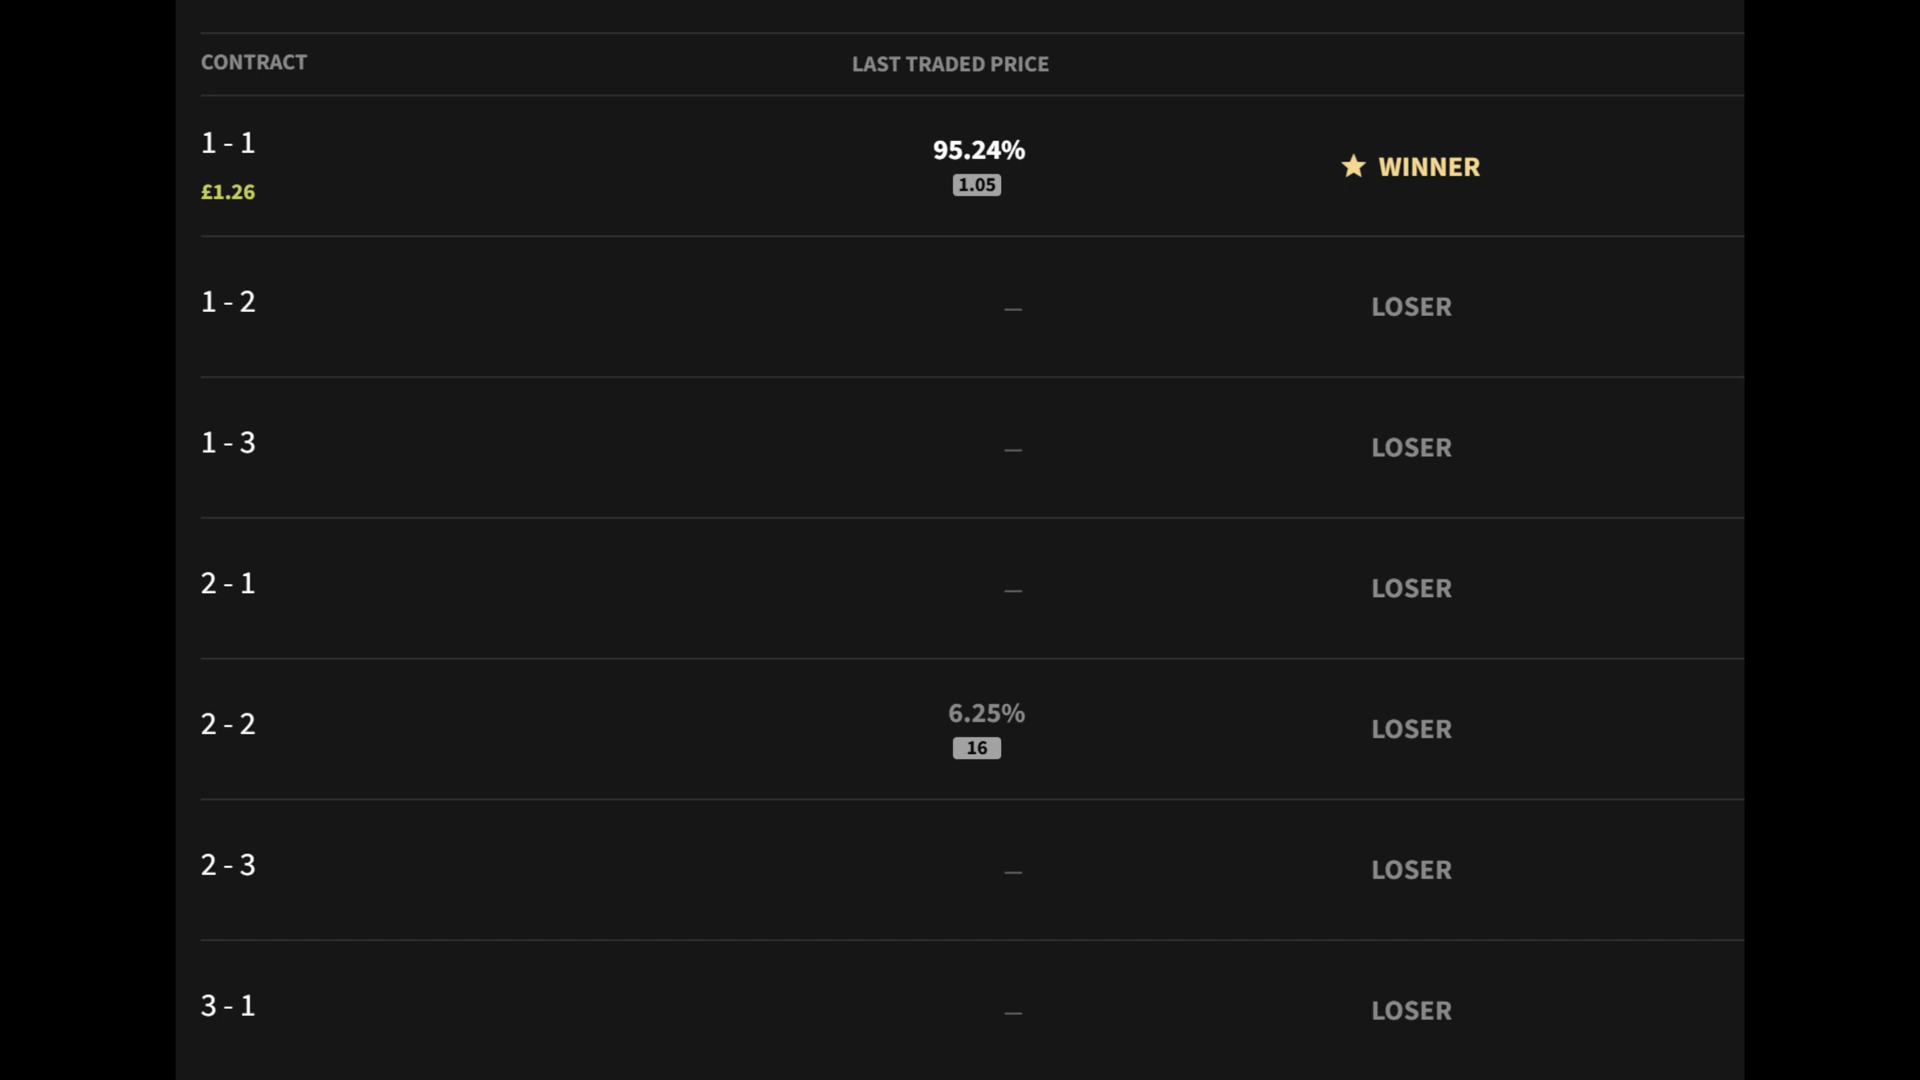 CONTRACT LAST TRADED PRICE
1 - 1
95.24%
1.05
★ WINNER
£1.26
1 - 2 — LOSER
1 - 3 — LOSER
2 - 1 — LOSER
2 - 2
6.25%
16
LOSER
2 - 3 — LOSER
3 - 1 — LOSER